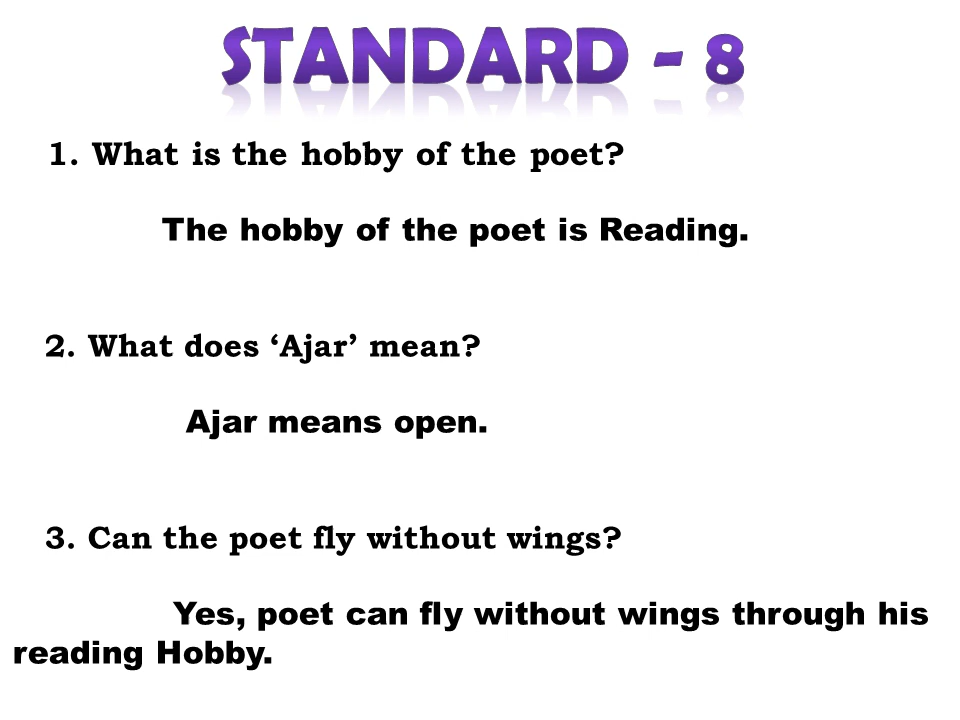 STANDARD - 8
1. What is the hobby of the poet?
The hobby of the poet is Reading.
2. What does ‘Ajar’ mean?
Ajar means open.
3. Can the poet fly without wings?
Yes, poet can fly without wings through his
reading Hobby.